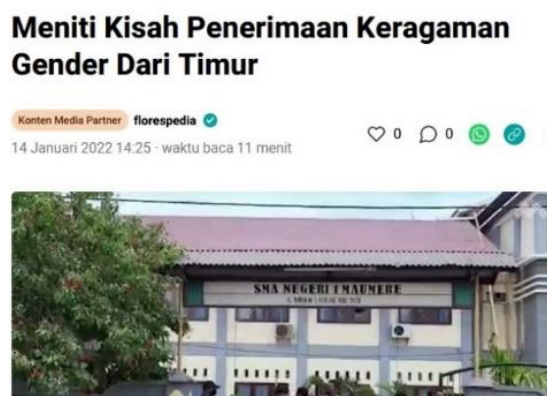 Meniti Kisah Penerimaan Keragaman
Gender Dari Timur
Konten Media Partner florespedia
0 0
14 Januari 2022 14:25 · waktu baca 11 menit
SMA NEGERI 1 MAUMERE